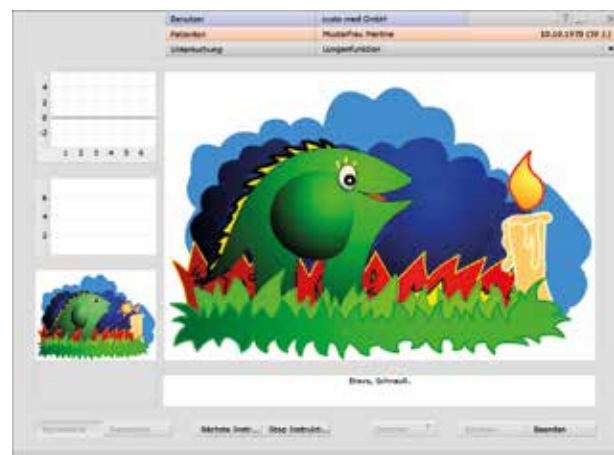 Benutzer custo med GmbH
Patienten Musterfrau Martina 10.10.1970 (39 J.)
Untersuchung Lungenfunktion
4
2
0
-2
1 2 3 4 5 6
6
4
2
Bravo, Schnaufi.
Nächste Instr... Stop Instrukt... Beenden